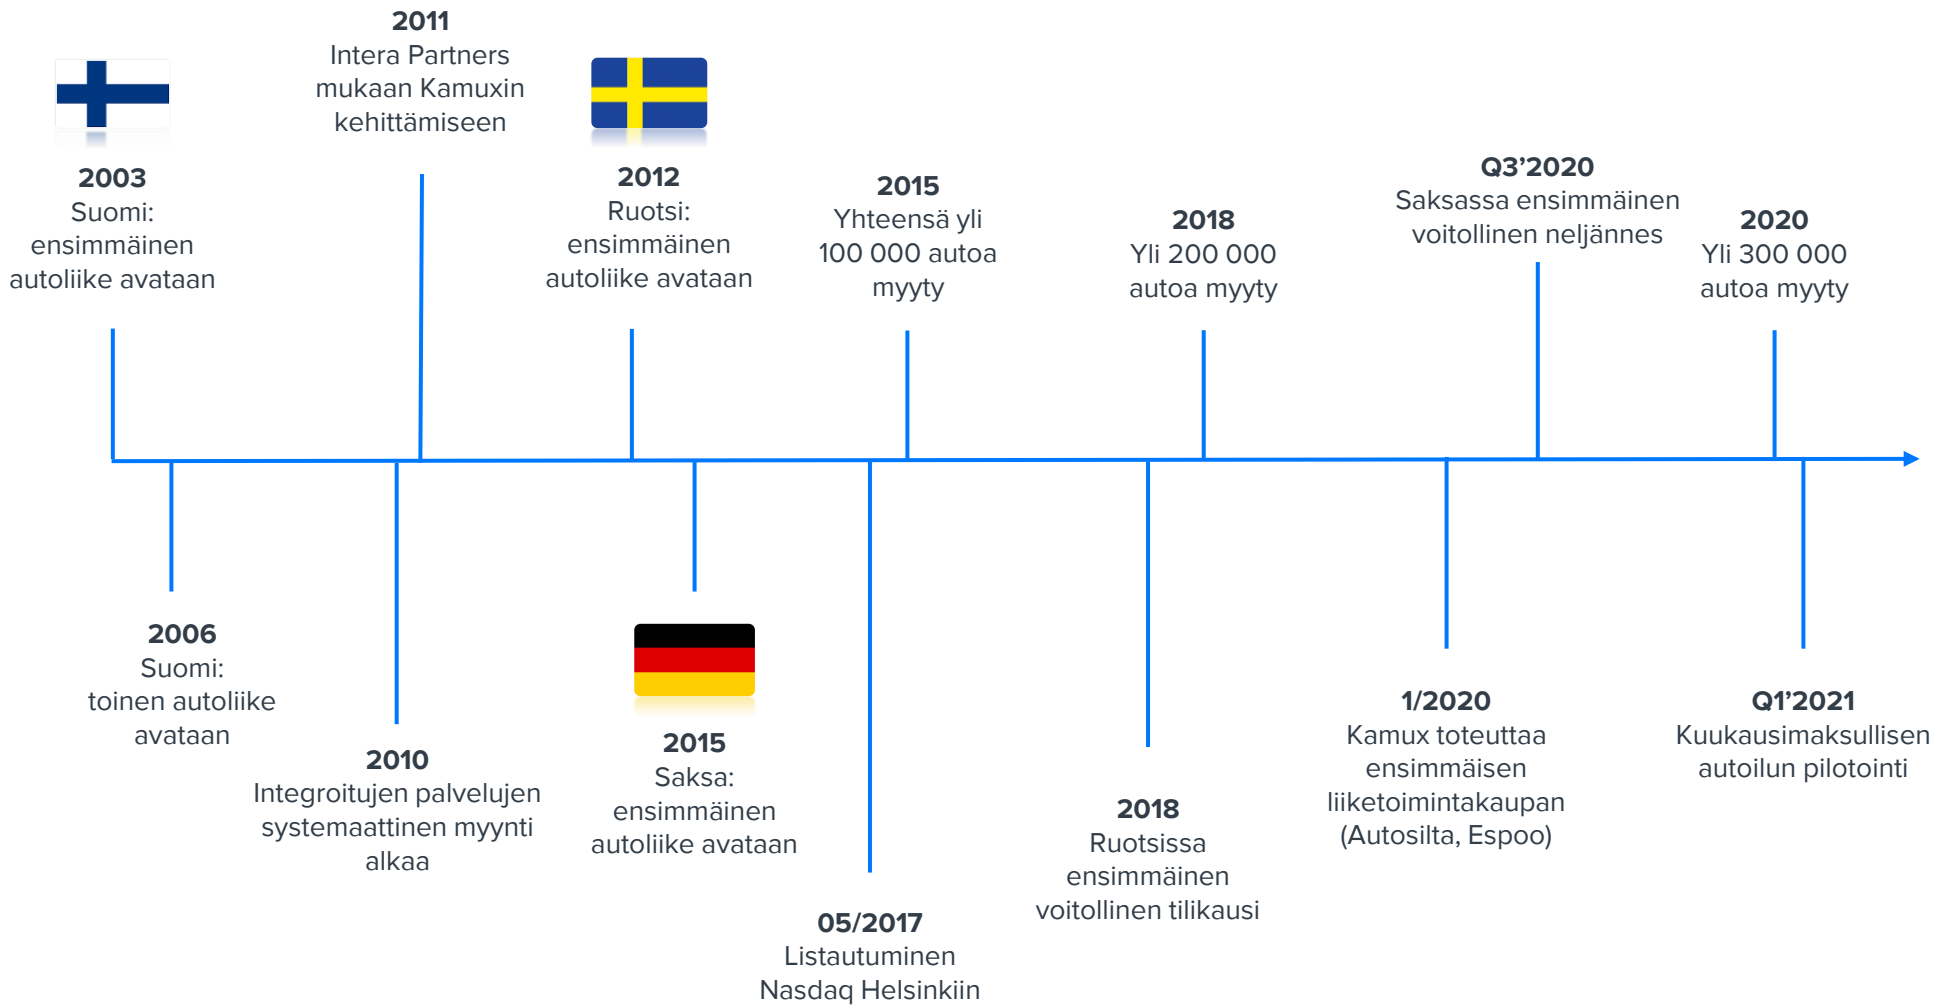 2003
Suomi:
ensimmäinen
autoliike avataan
2011
Intera Partners
mukaan Kamuxin
kehittämiseen
2012
Ruotsi:
ensimmäinen
autoliike avataan
2015
Yhteensä yli
100 000 autoa
myyty
2018
Yli 200 000
autoa myyty
Q3’2020
Saksassa ensimmäinen
voitollinen neljännes
2020
Yli 300 000
autoa myyty
2006
Suomi:
toinen autoliike
avataan
2010
Integroitujen palvelujen
systemaattinen myynti
alkaa
2015
Saksa:
ensimmäinen
autoliike avataan
05/2017
Listautuminen
Nasdaq Helsinkiin
2018
Ruotsissa
ensimmäinen
voitollinen tilikausi
1/2020
Kamux toteuttaa
ensimmäisen
liiketoimintakaupan
(Autosilta, Espoo)
Q1’2021
Kuukausimaksullisen
autoilun pilotointi